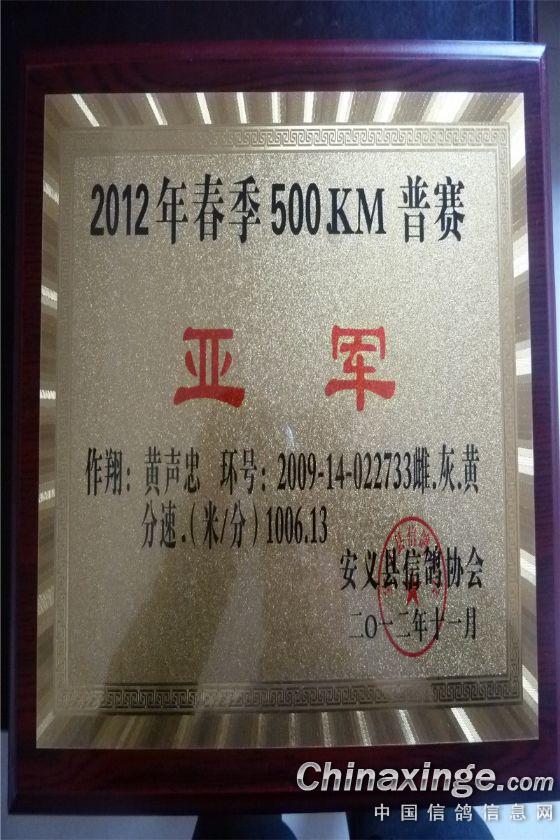 2012年春季500.KM普赛
亚军
作翔：黄声忠 环号：2009-14-022733雌.灰.黄
分速.(米/分)1006.13
安义县信鸽协会
二O一二年十一月
Chinaxinge.com
中国信鸽信息网